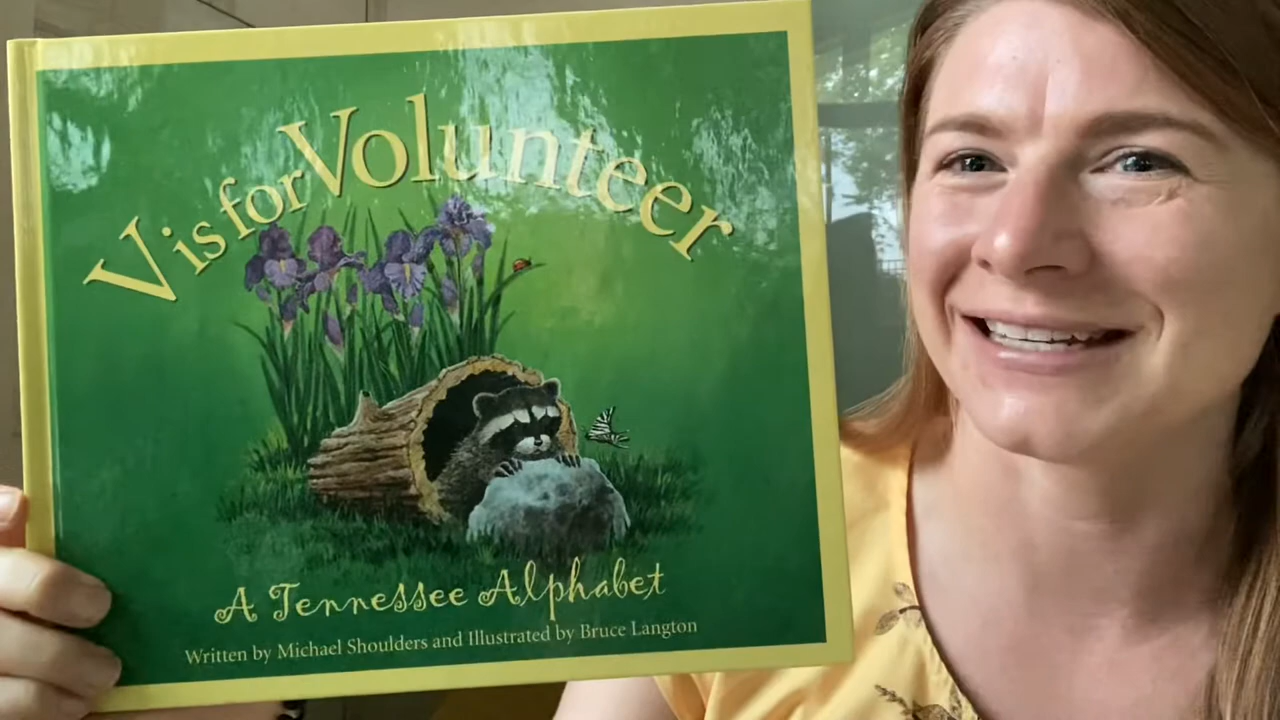 V is for Volunteer
A Tennessee Alphabet
Written by Michael Shoulders and Illustrated by Bruce Langton